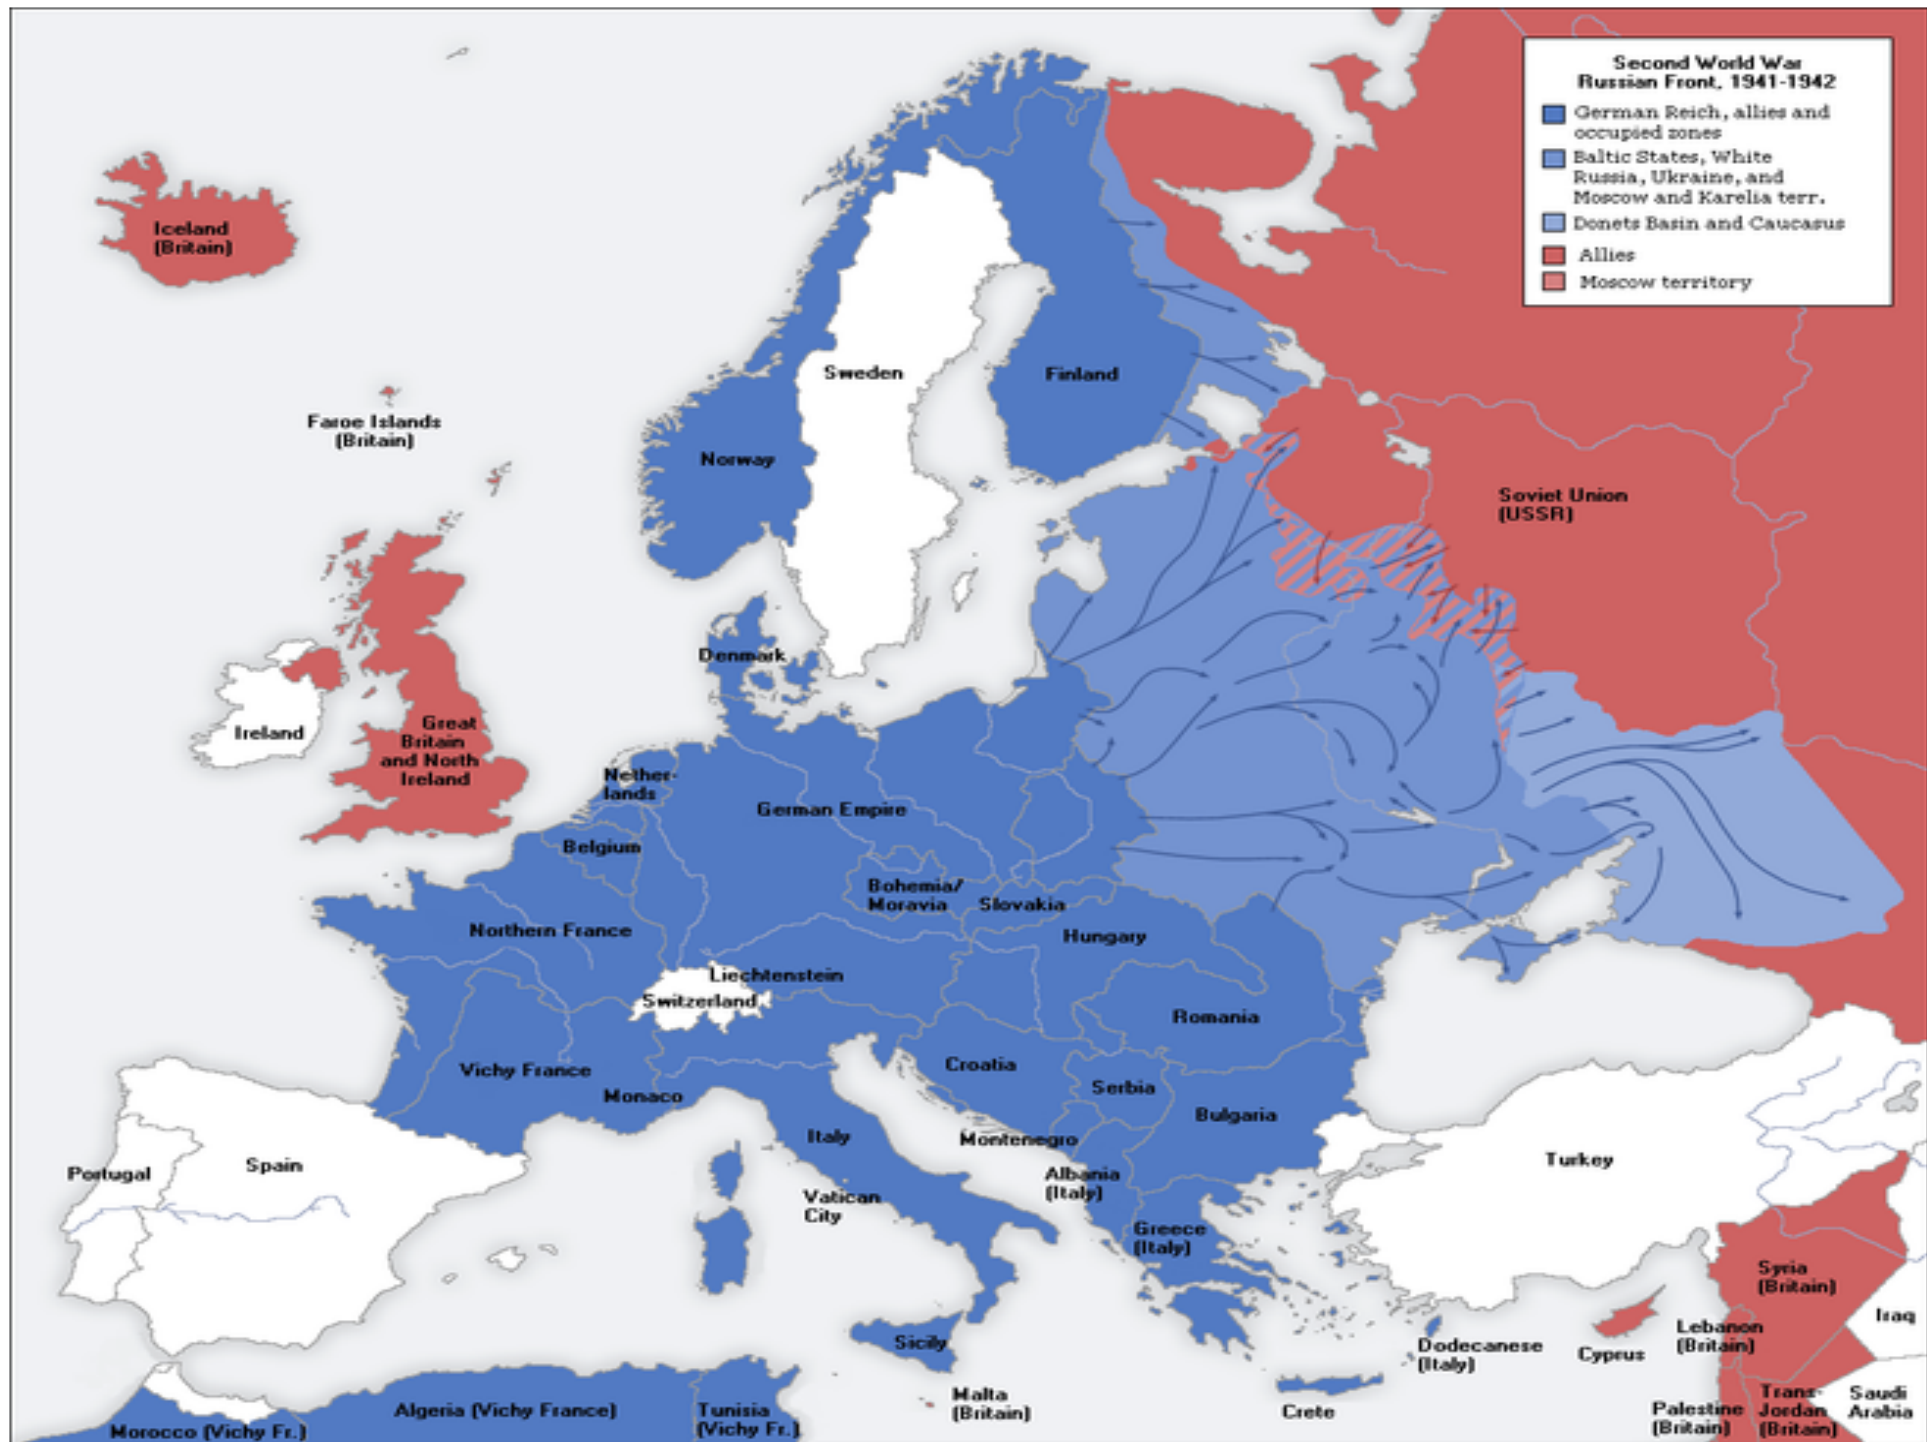 Second World War
Russian Front, 1941-1942
German Reich, allies and
occupied zones
Baltic States, White
Russia, Ukraine, and
Moscow and Karelia terr.
Donets Basin and Caucasus
Allies
Moscow territory
Iceland
(Britain)
Faroe Islands
(Britain)
Sweden
Finland
Norway
Soviet Union
(USSR)
Denmark
Ireland
Great
Britain
and North
Ireland
Nether-
lands
German Empire
Belgium
Bohemia/
Moravia
Slovakia
Northern France
Hungary
Liechtenstein
Switzerland
Romania
Vichy France
Croatia
Serbia
Monaco
Bulgaria
Italy
Montenegro
Portugal
Spain
Albania
(Italy)
Turkey
Vatican
City
Greece
(Italy)
Syria
(Britain)
Iraq
Sicily
Dodecanese
(Italy)
Cyprus
Lebanon
(Britain)
Malta
(Britain)
Crete
Palestine
(Britain)
Trans-
Jordan
(Britain)
Saudi
Arabia
Morocco (Vichy Fr.)
Algeria (Vichy France)
Tunisia
(Vichy Fr.)